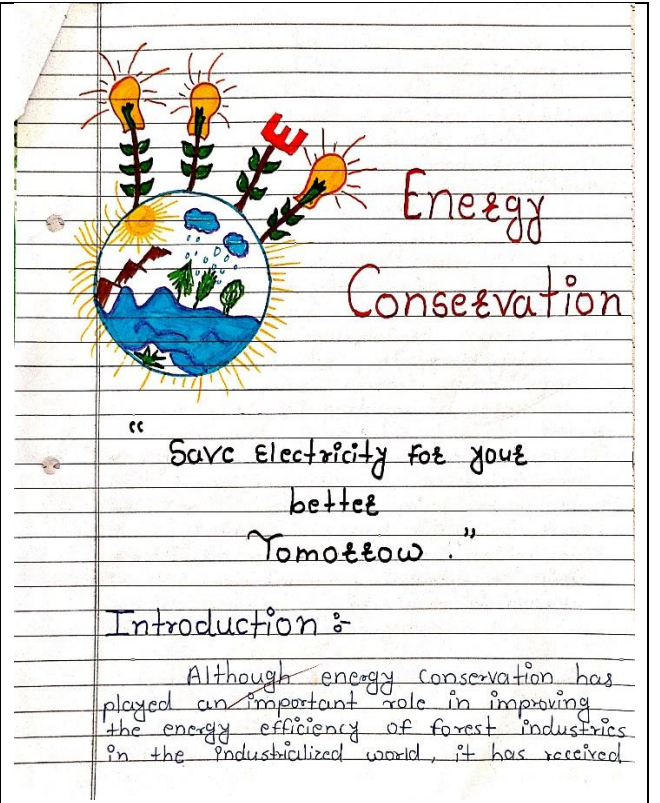 E
Energy
Conservation
"Save Electricity For your
better
Tomorrow."
Introduction :-
Although energy conservation has
played an important role in improving
the energy efficiency of forest industries
in the industrialized world, it has received